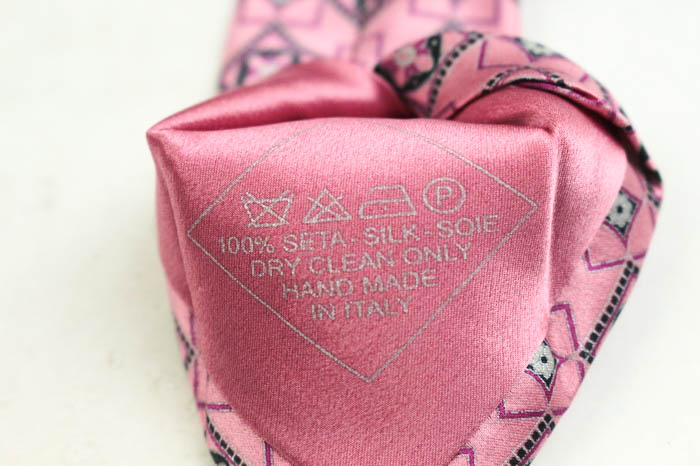 P
100% SETA - SILK - SOIE
DRY CLEAN ONLY
HAND MADE
IN ITALY